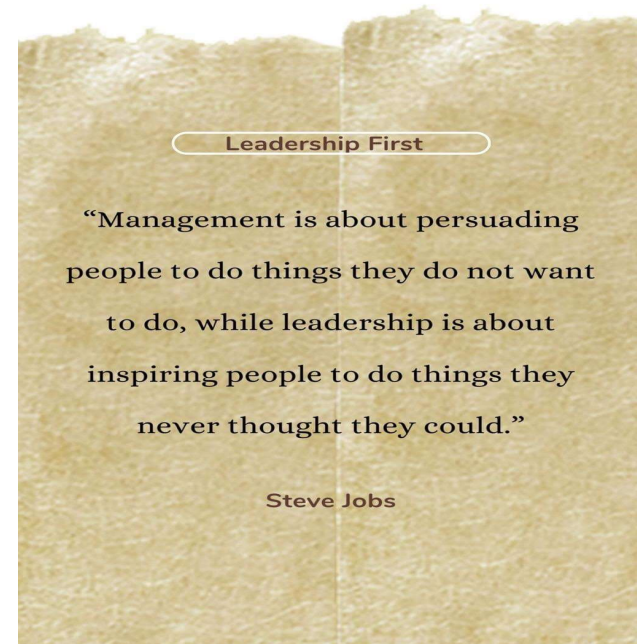 Leadership First
“Management is about persuading
people to do things they do not want
to do, while leadership is about
inspiring people to do things they
never thought they could.”
Steve Jobs